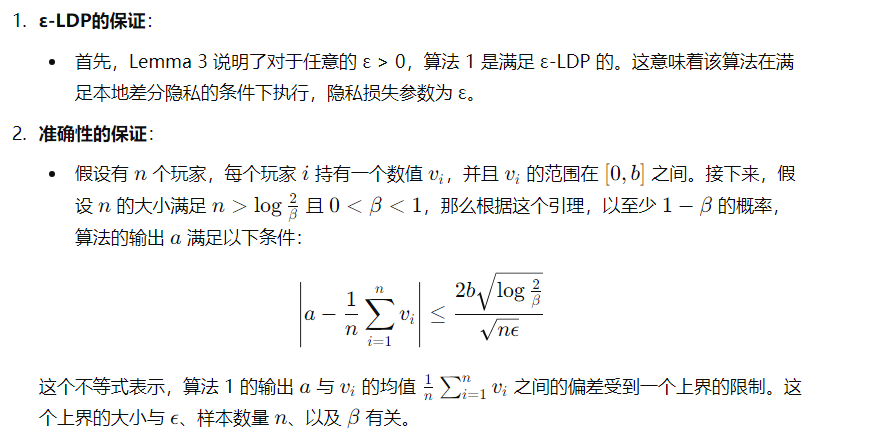 1. ε-LDP的保证：
• 首先，Lemma 3 说明了对于任意的 ε > 0，算法 1 是满足 ε-LDP 的。这意味着该算法在满
足本地差分隐私的条件下执行，隐私损失参数为 ε。
2. 准确性的保证：
• 假设有 n 个玩家，每个玩家 i 持有一个数值 v_i，并且 v_i 的范围在 [0, b] 之间。接下来，假
设 n 的大小满足 n > log \frac{2}{β} 且 0 < β < 1，那么根据这个引理，以至少 1 − β 的概率，
算法的输出 a 满足以下条件：
\left| a - \frac{1}{n} \sum_{i=1}^{n} v_i \right| \leq \frac{2b\sqrt{\log \frac{2}{β}}}{\sqrt{n}ϵ}
这个不等式表示，算法 1 的输出 a 与 v_i 的均值 \frac{1}{n} \sum_{i=1}^{n} v_i 之间的偏差受到一个上界的限制。这
个上界的大小与 ϵ、样本数量 n、以及 β 有关。